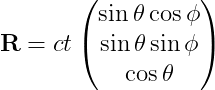 R = ct ( sin θ cos ϕ
sin θ sin ϕ
cos θ )